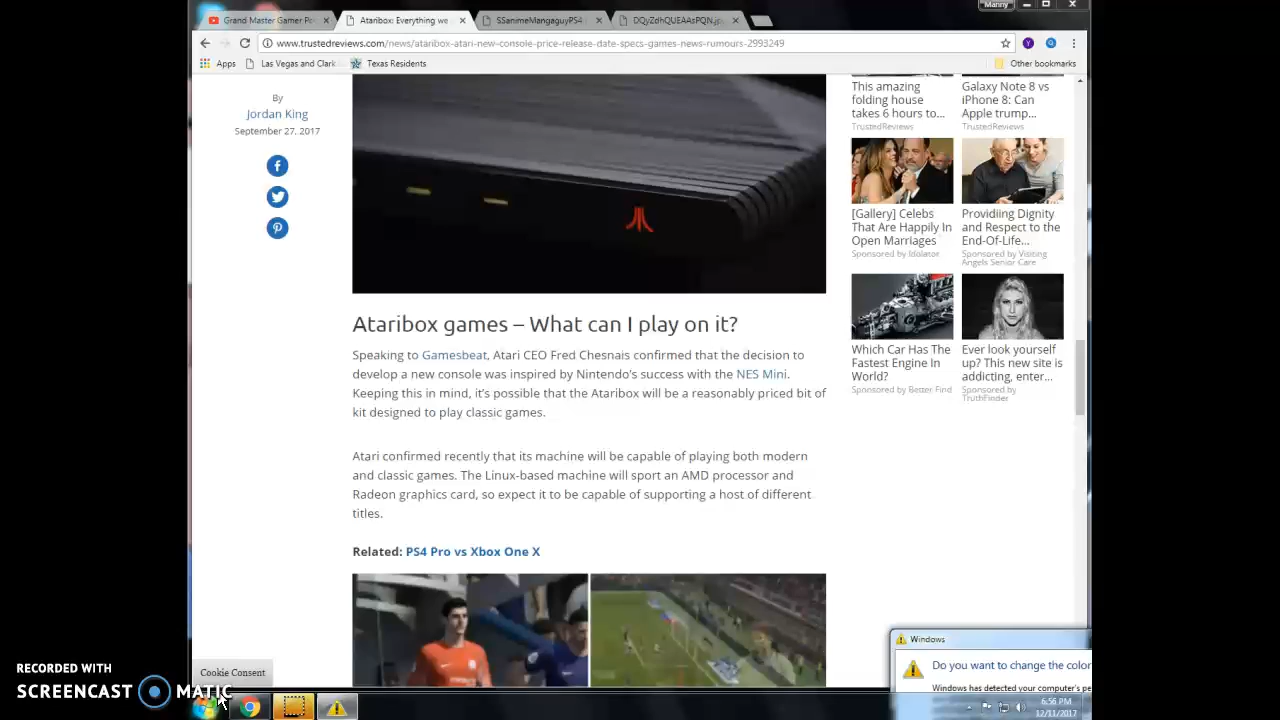 Manny
Grand Master Gamer Po
Ataribox: Everything we
SSanimeMangaguyPS4
DQyZdhQUEAAsPQN.jp
www.trustedreviews.com/news/ataribox-atari-new-console-price-release-date-specs-games-news-rumours-2993249
Apps
Las Vegas and Clark
Texas Residents
Other bookmarks
By
Jordan King
September 27, 2017
Ataribox games – What can I play on it?
Speaking to Gamesbeat, Atari CEO Fred Chesnais confirmed that the decision to
develop a new console was inspired by Nintendo's success with the NES Mini.
Keeping this in mind, it's possible that the Ataribox will be a reasonably priced bit of
kit designed to play classic games.
Atari confirmed recently that its machine will be capable of playing both modern
and classic games. The Linux-based machine will sport an AMD processor and
Radeon graphics card, so expect it to be capable of supporting a host of different
titles.
Related: PS4 Pro vs Xbox One X
This amazing
folding house
takes 6 hours to...
TrustedReviews
Galaxy Note 8 vs
iPhone 8: Can
Apple trump...
TrustedReviews
[Gallery] Celebs
That Are Happily In
Open Marriages
Sponsored by Idolator
Providiing Dignity
and Respect to the
End-Of-Life...
Sponsored by Visiting
Angels Senior Care
Which Car Has The
Fastest Engine In
World?
Sponsored by Better Find
Ever look yourself
up? This new site is
addicting, enter...
Sponsored by
TruthFinder
Cookie Consent
Windows
Do you want to change the color
Windows has detected your computer's pe
RECORDED WITH
SCREENCAST MATIC
6:56 PM
12/11/2017